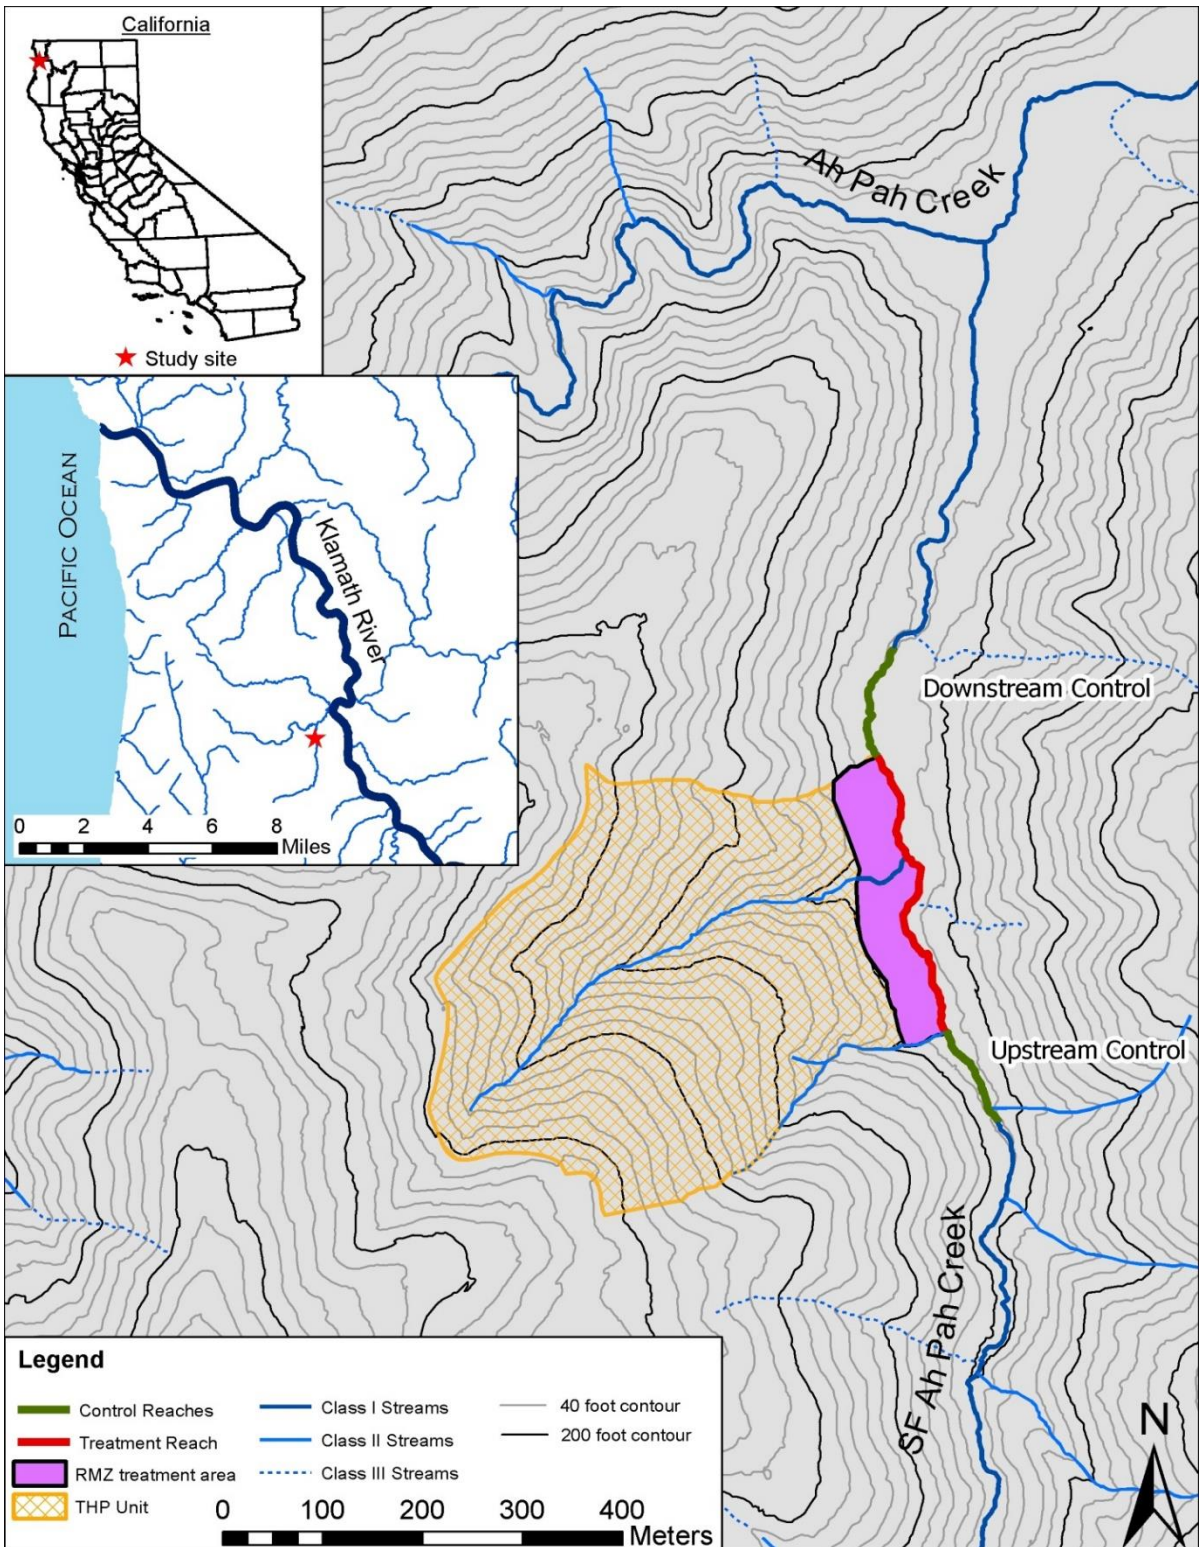 California
Study site
PACIFIC OCEAN
Klamath River
0 2 4 6 8
Miles
Ah Pah Creek
Downstream Control
Upstream Control
SF Ah Pah Creek
N
Legend
Control Reaches
Treatment Reach
RMZ treatment area
THP Unit
Class I Streams
Class II Streams
Class III Streams
40 foot contour
200 foot contour
0 100 200 300 400
Meters